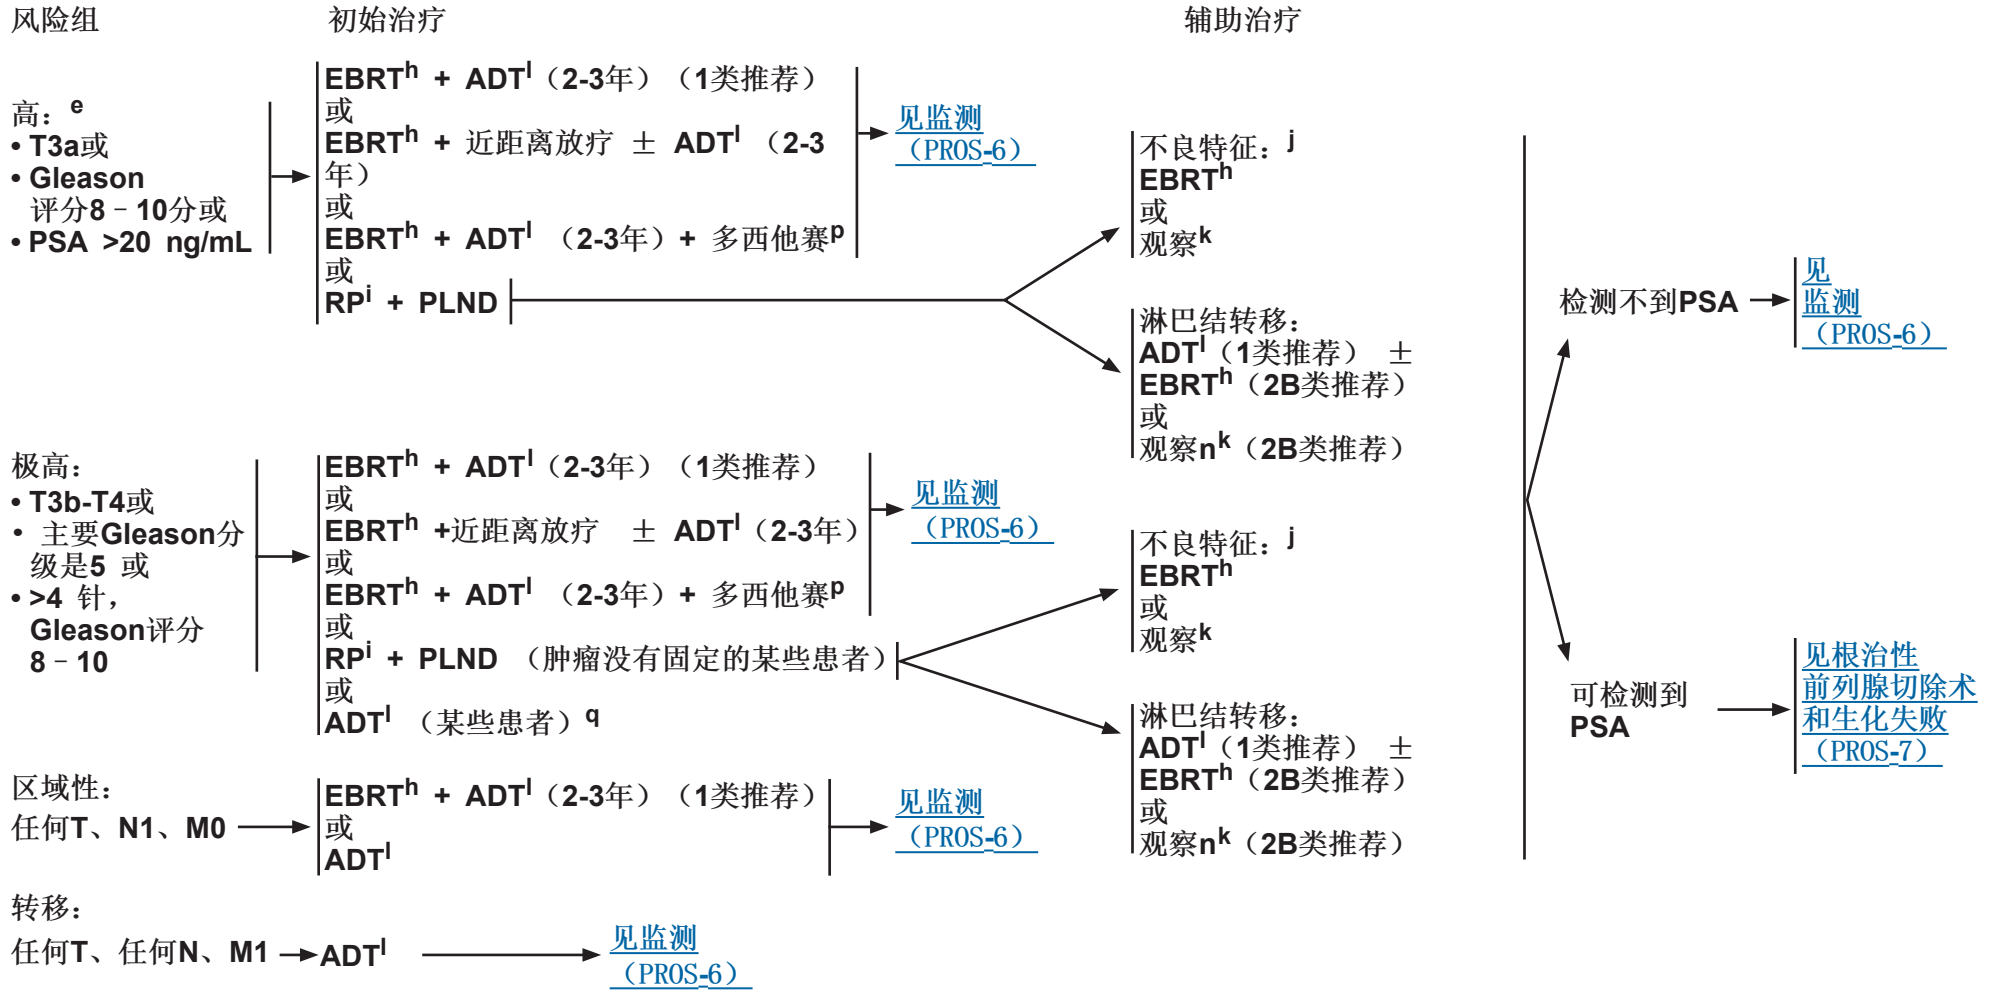 风险组
初始治疗
辅助治疗
高：e
• T3a或
• Gleason
评分8–10分或
• PSA >20 ng/mL
EBRTh + ADTl（2-3年）（1类推荐）
或
EBRTh + 近距离放疗 ± ADTl （2-3
年）
或
EBRTh + ADTl （2-3年）+ 多西他赛p
或
RPi + PLND
见监测
（PROS-6）
不良特征：j
EBRTh
或
观察k
淋巴结转移：
ADTl（1类推荐） ±
EBRTh（2B类推荐）
或
观察nk（2B类推荐）
极高：
• T3b-T4或
• 主要Gleason分
级是5 或
• >4 针，
Gleason评分
8–10
EBRTh + ADTl（2-3年）（1类推荐）
或
EBRTh +近距离放疗 ± ADTl（2-3年）
或
EBRTh + ADTl （2-3年）+ 多西他赛p
或
RPi + PLND （肿瘤没有固定的某些患者）
或
ADTl （某些患者）q
见监测
（PROS-6）
不良特征：j
EBRTh
或
观察k
淋巴结转移：
ADTl（1类推荐） ±
EBRTh（2B类推荐）
或
观察nk（2B类推荐）
检测不到PSA
见
监测
（PROS-6）
可检测到
PSA
见根治性
前列腺切除术
和生化失败
（PROS-7）
区域性：
任何T、N1、M0
EBRTh + ADTl（2-3年）（1类推荐）
或
ADTl
见监测
（PROS-6）
转移：
任何T、任何N、M1
ADTl
见监测
（PROS-6）